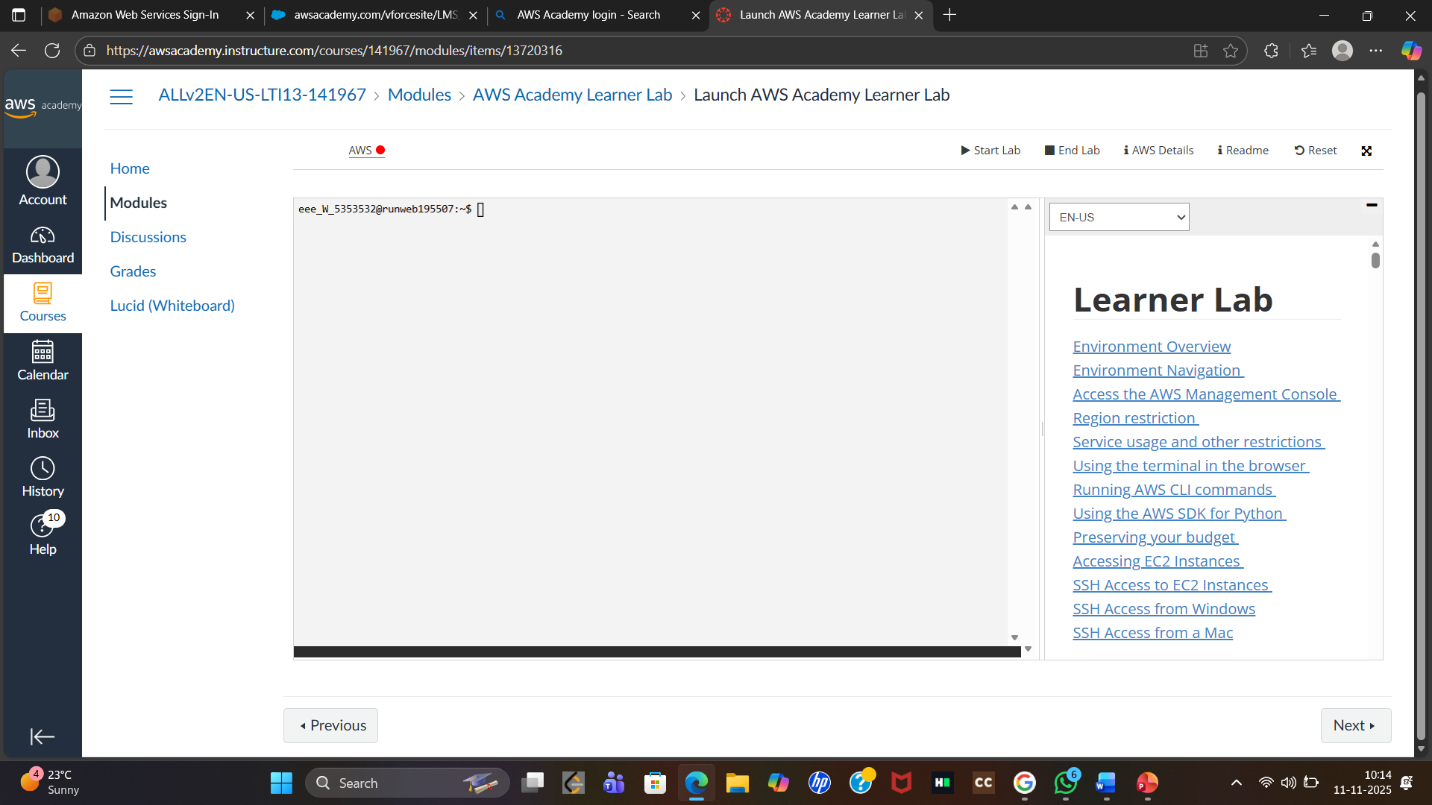 Amazon Web Services Sign-In
awsacademy.com/vforcesite/LMS
AWS Academy login - Search
Launch AWS Academy Learner La
https://awsacademy.instructure.com/courses/141967/modules/items/13720316
aws academy
Account
Dashboard
Courses
Calendar
Inbox
History
10
Help
ALLv2EN-US-LTI13-141967 > Modules > AWS Academy Learner Lab > Launch AWS Academy Learner Lab
Home
Modules
Discussions
Grades
Lucid (Whiteboard)
AWS
Start Lab
End Lab
AWS Details
Readme
Reset
eee_W_5353532@runweb195507:~$
EN-US
Learner Lab
Environment Overview
Environment Navigation
Access the AWS Management Console
Region restriction
Service usage and other restrictions
Using the terminal in the browser
Running AWS CLI commands
Using the AWS SDK for Python
Preserving your budget
Accessing EC2 Instances
SSH Access to EC2 Instances
SSH Access from Windows
SSH Access from a Mac
Previous
Next
4
23°C
Sunny
Search
hp
H
CC
6
W
P
10:14
11-11-2025